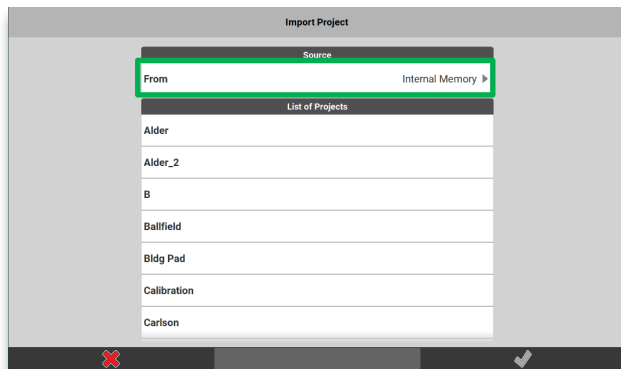 Import Project
Source
From Internal Memory
List of Projects
Alder
Alder_2
B
Ballfield
Bldg Pad
Calibration
Carlson